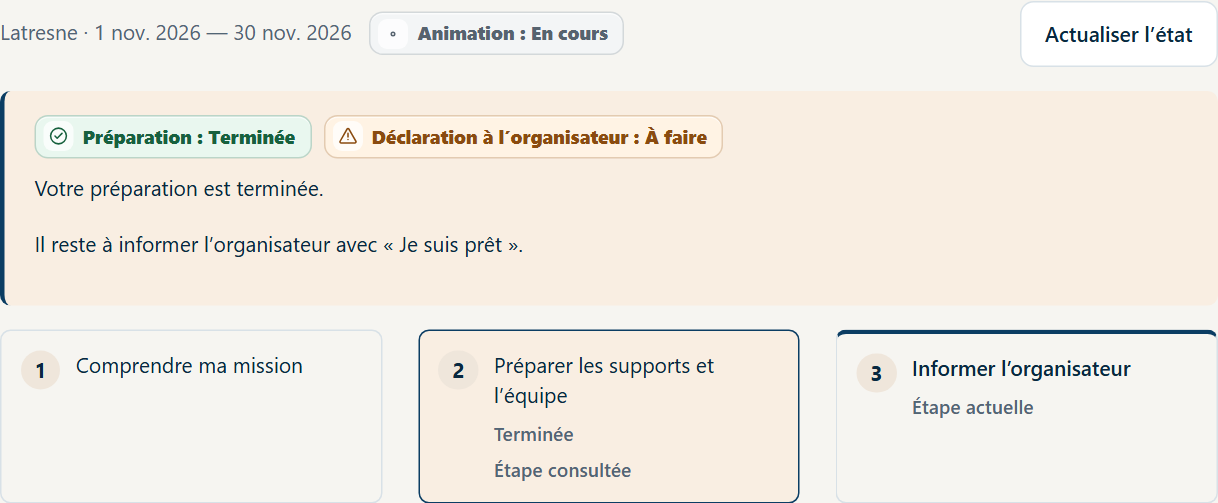 Latresne · 1 nov. 2026 — 30 nov. 2026
Animation : En cours
Actualiser l’état
Préparation : Terminée
Déclaration à l’organisateur : À faire
Votre préparation est terminée.
Il reste à informer l’organisateur avec « Je suis prêt ».
1
Comprendre ma mission
2
Préparer les supports et
l’équipe
Terminée
Étape consultée
3
Informer l’organisateur
Étape actuelle